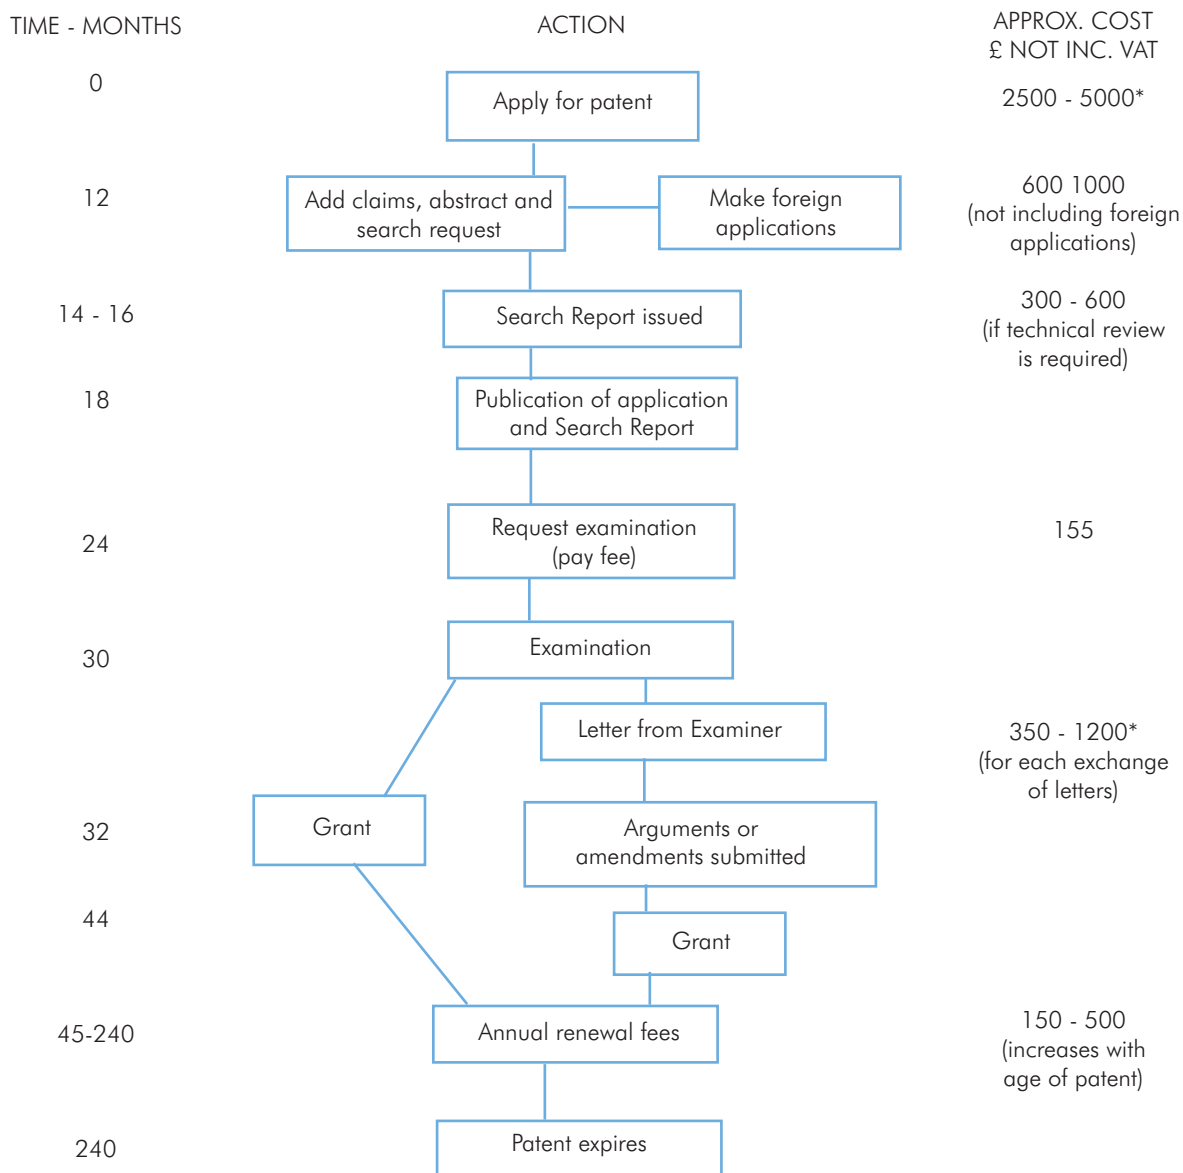 TIME - MONTHS
ACTION
APPROX. COST
£ NOT INC. VAT
0
Apply for patent
2500 - 5000*
12
Add claims, abstract and
search request
Make foreign
applications
600 1000
(not including foreign
applications)
14 - 16
Search Report issued
300 - 600
(if technical review
is required)
18
Publication of application
and Search Report
24
Request examination
(pay fee)
155
30
Examination
Letter from Examiner
350 - 1200*
(for each exchange
of letters)
32
Grant
Arguments or
amendments submitted
44
Grant
45-240
Annual renewal fees
150 - 500
(increases with
age of patent)
240
Patent expires